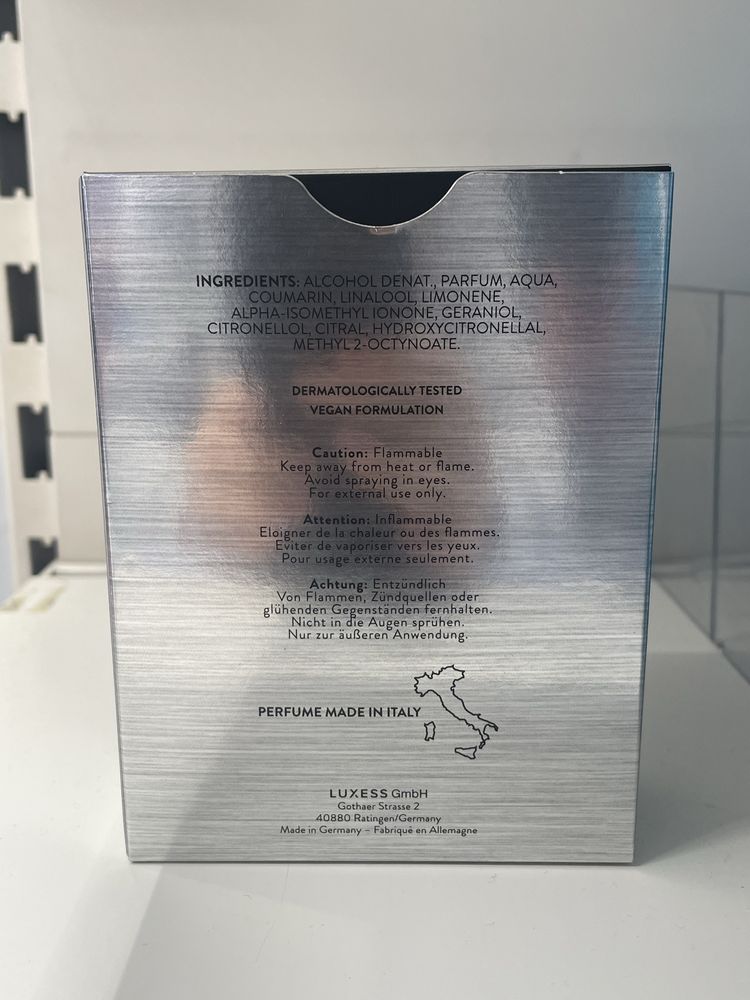 INGREDIENTS: ALCOHOL DENAT., PARFUM, AQUA,
COUMARIN, LINALOOL, LIMONENE,
ALPHA-ISOMETHYL IONONE, GERANIOL,
CITRONELLOL, CITRAL, HYDROXYCITRONELLAL,
METHYL 2-OCTYNOATE.
DERMATOLOGICALLY TESTED
VEGAN FORMULATION
Caution: Flammable
Keep away from heat or flame.
Avoid spraying in eyes.
For external use only.
Attention: Inflammable
Eloigner de la chaleur ou des flammes.
Eviter de vaporiser vers les yeux.
Pour usage externe seulement.
Achtung: Entzündlich
Von Flammen, Zündquellen oder
glühenden Gegenständen fernhalten.
Nicht in die Augen sprühen.
Nur zur äußeren Anwendung.
PERFUME MADE IN ITALY
LUXESS GmbH
Gothaer Strasse 2
40880 Ratingen/Germany
Made in Germany – Fabriqué en Allemagne